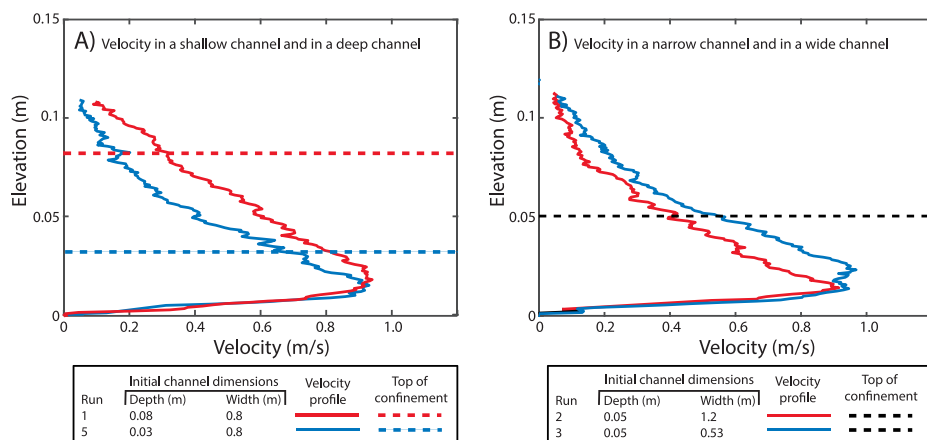 A) Velocity in a shallow channel and in a deep channel
0.15
0.1
0.05
0
Elevation (m)
0 0.2 0.4 0.6 0.8 1.0
Velocity (m/s)
Initial channel dimensions Velocity profile Top of confinement
Run Depth (m) Width (m)
1 0.08 0.8
5 0.03 0.8
B) Velocity in a narrow channel and in a wide channel
0.15
0.1
0.05
0
Elevation (m)
0 0.2 0.4 0.6 0.8 1.0
Velocity (m/s)
Initial channel dimensions Velocity profile Top of confinement
Run Depth (m) Width (m)
2 0.05 1.2
3 0.05 0.53